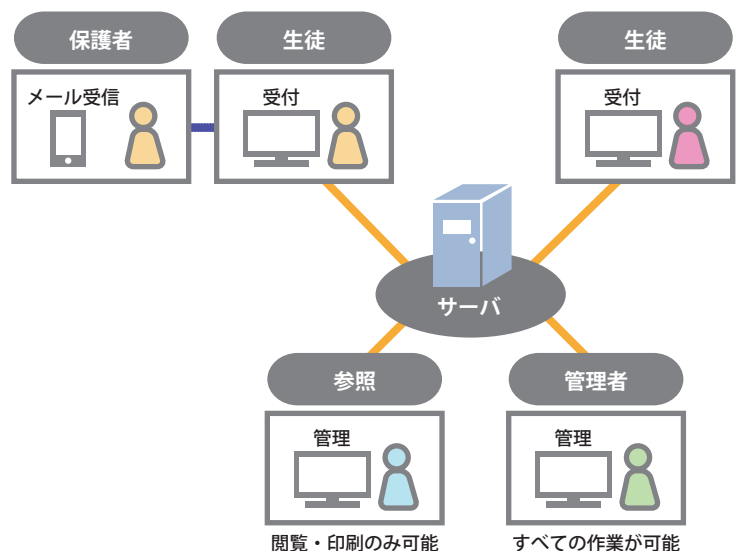 保護者
生徒
生徒
メール受信
受付
受付
サーバ
参照
管理者
管理
管理
閲覧・印刷のみ可能
すべての作業が可能